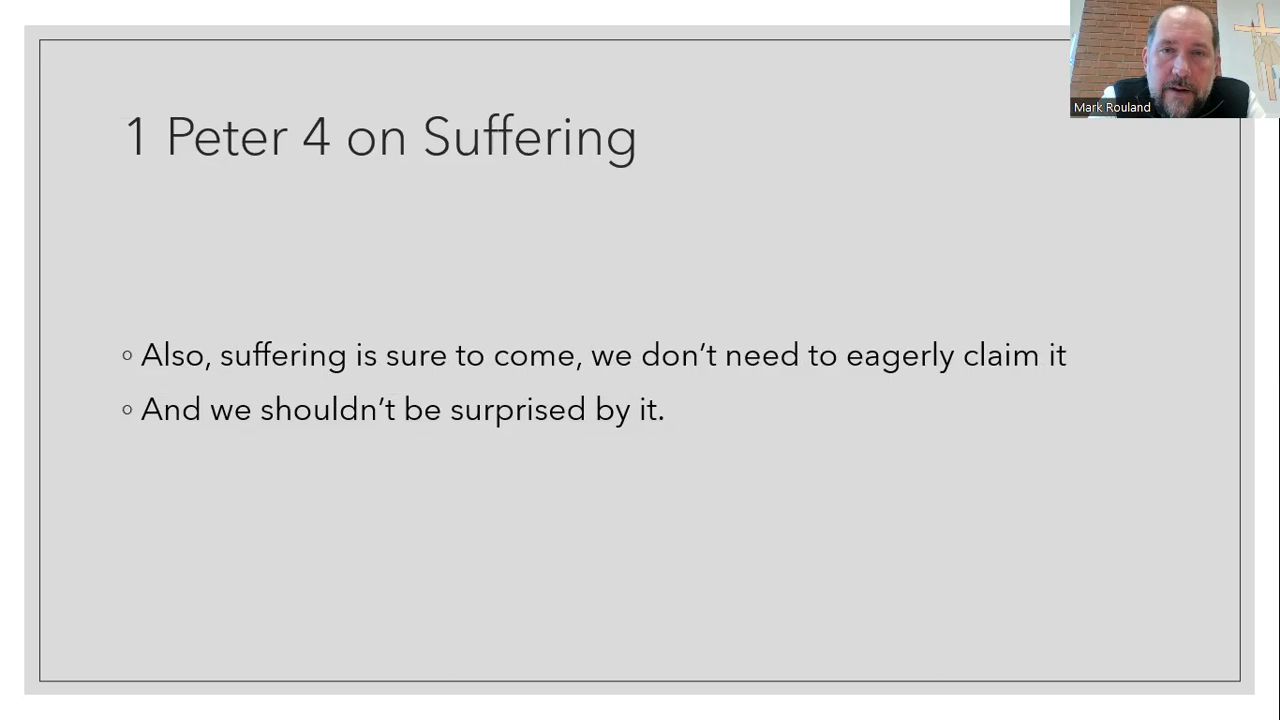 Mark Rouland
1 Peter 4 on Suffering
◦ Also, suffering is sure to come, we don’t need to eagerly claim it
◦ And we shouldn’t be surprised by it.